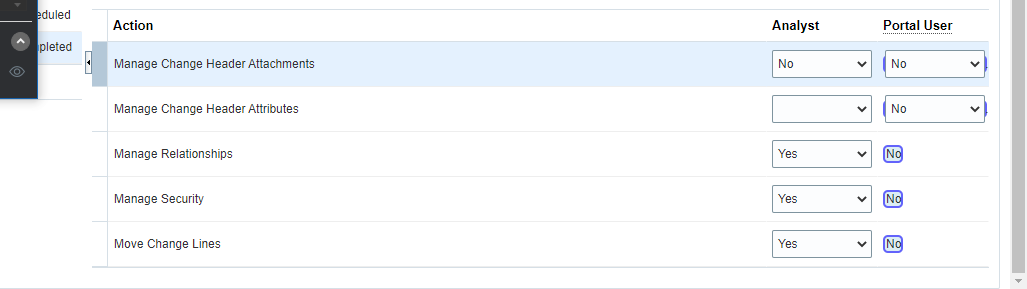 eduled
Action Analyst Portal User
mpleted
Manage Change Header Attachments No No
Manage Change Header Attributes No
Manage Relationships Yes No
Manage Security Yes No
Move Change Lines Yes No